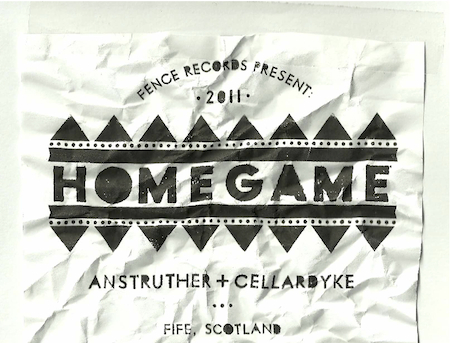 FENCE RECORDS PRESENT:
• 2011 •
HOMEGAME
ANSTRUTHER + CELLARDYKE
...
FIFE, SCOTLAND